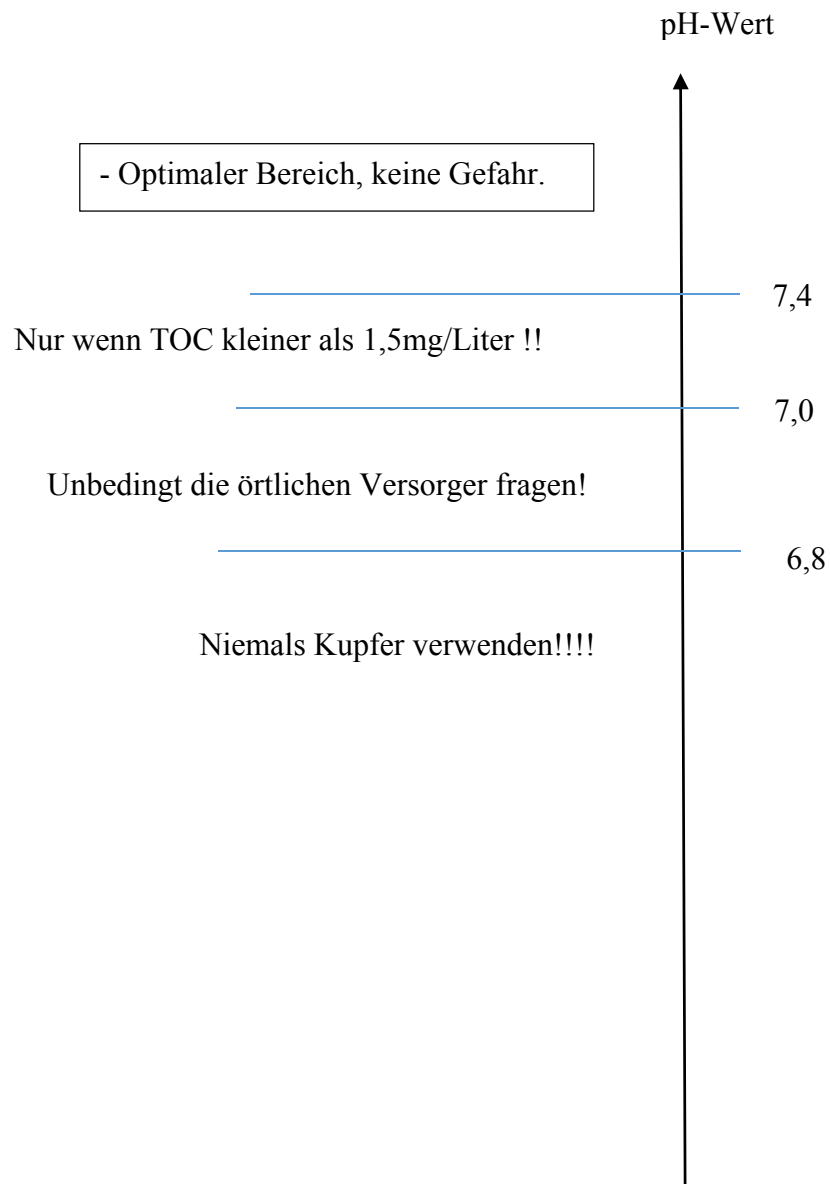 pH-Wert
- Optimaler Bereich, keine Gefahr.
7,4
Nur wenn TOC kleiner als 1,5mg/Liter !!
7,0
Unbedingt die örtlichen Versorger fragen!
6,8
Niemals Kupfer verwenden!!!!